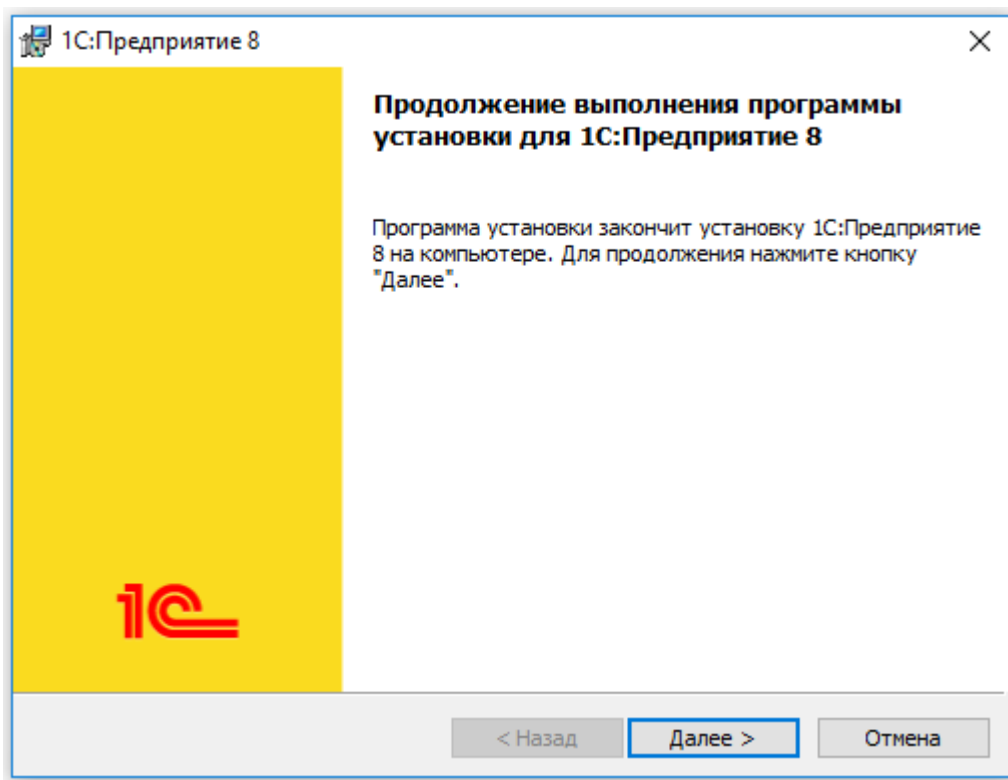 1С:Предприятие 8
Продолжение выполнения программы
установки для 1С:Предприятие 8
Программа установки закончит установку 1С:Предприятие
8 на компьютере. Для продолжения нажмите кнопку
"Далее".
1С
< Назад
Далее >
Отмена